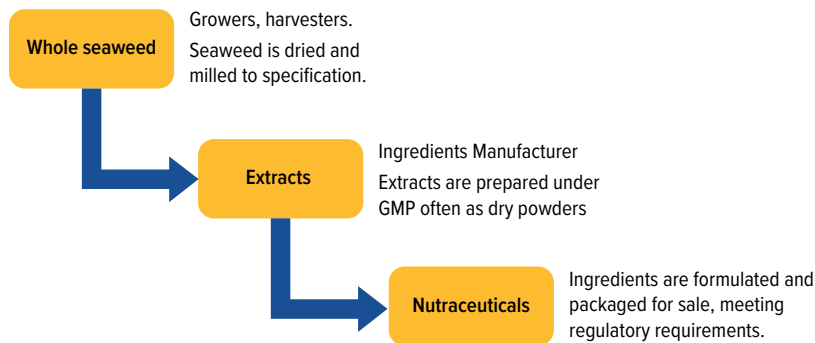 Whole seaweed
Growers, harvesters.
Seaweed is dried and
milled to specification.
Extracts
Ingredients Manufacturer
Extracts are prepared under
GMP often as dry powders
Nutraceuticals
Ingredients are formulated and
packaged for sale, meeting
regulatory requirements.